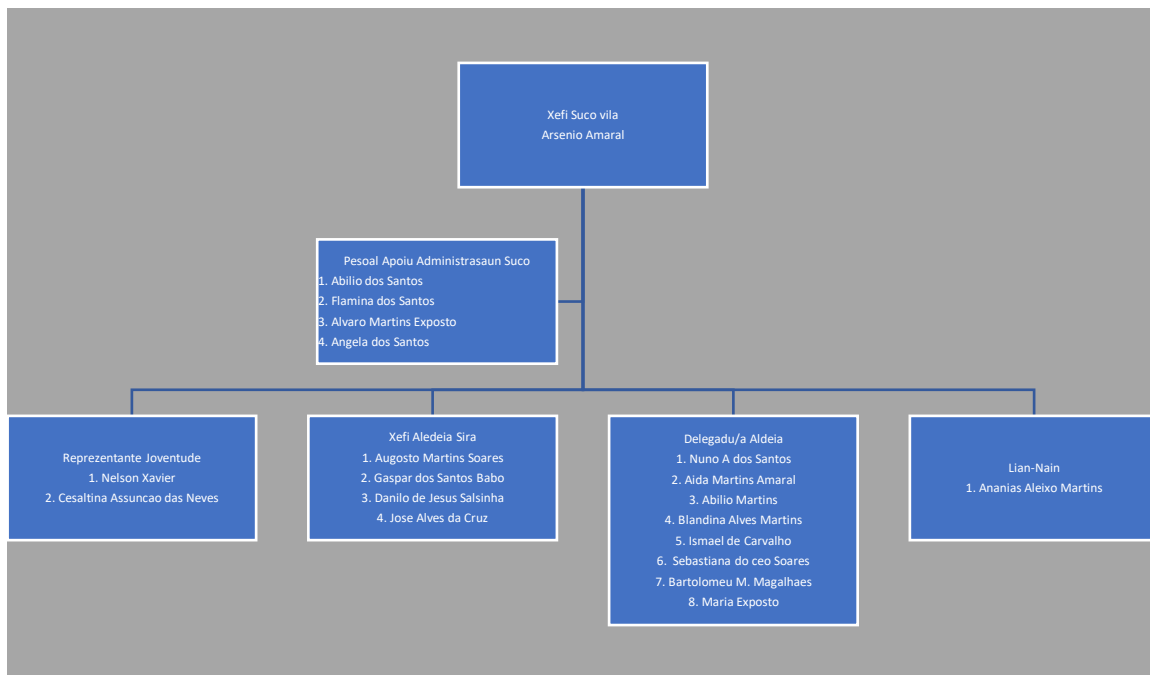 Xefi Suco vila
Arsenio Amaral
Pesoal Apoiu Administrasaun Suco
1. Abilio dos Santos
2. Flamina dos Santos
3. Alvaro Martins Exposto
4. Angela dos Santos
Reprezentante Joventude
1. Nelson Xavier
2. Cesaltina Assuncao das Neves
Xefi Aledeia Sira
1. Augosto Martins Soares
2. Gaspar dos Santos Babo
3. Danilo de Jesus Salsinha
4. Jose Alves da Cruz
Delegadu/a Aldeia
1. Nuno A dos Santos
2. Aida Martins Amaral
3. Abilio Martins
4. Blandina Alves Martins
5. Ismael de Carvalho
6. Sebastiana do ceo Soares
7. Bartolomeu M. Magalhaes
8. Maria Exposto
Lian-Nain
1. Ananias Aleixo Martins